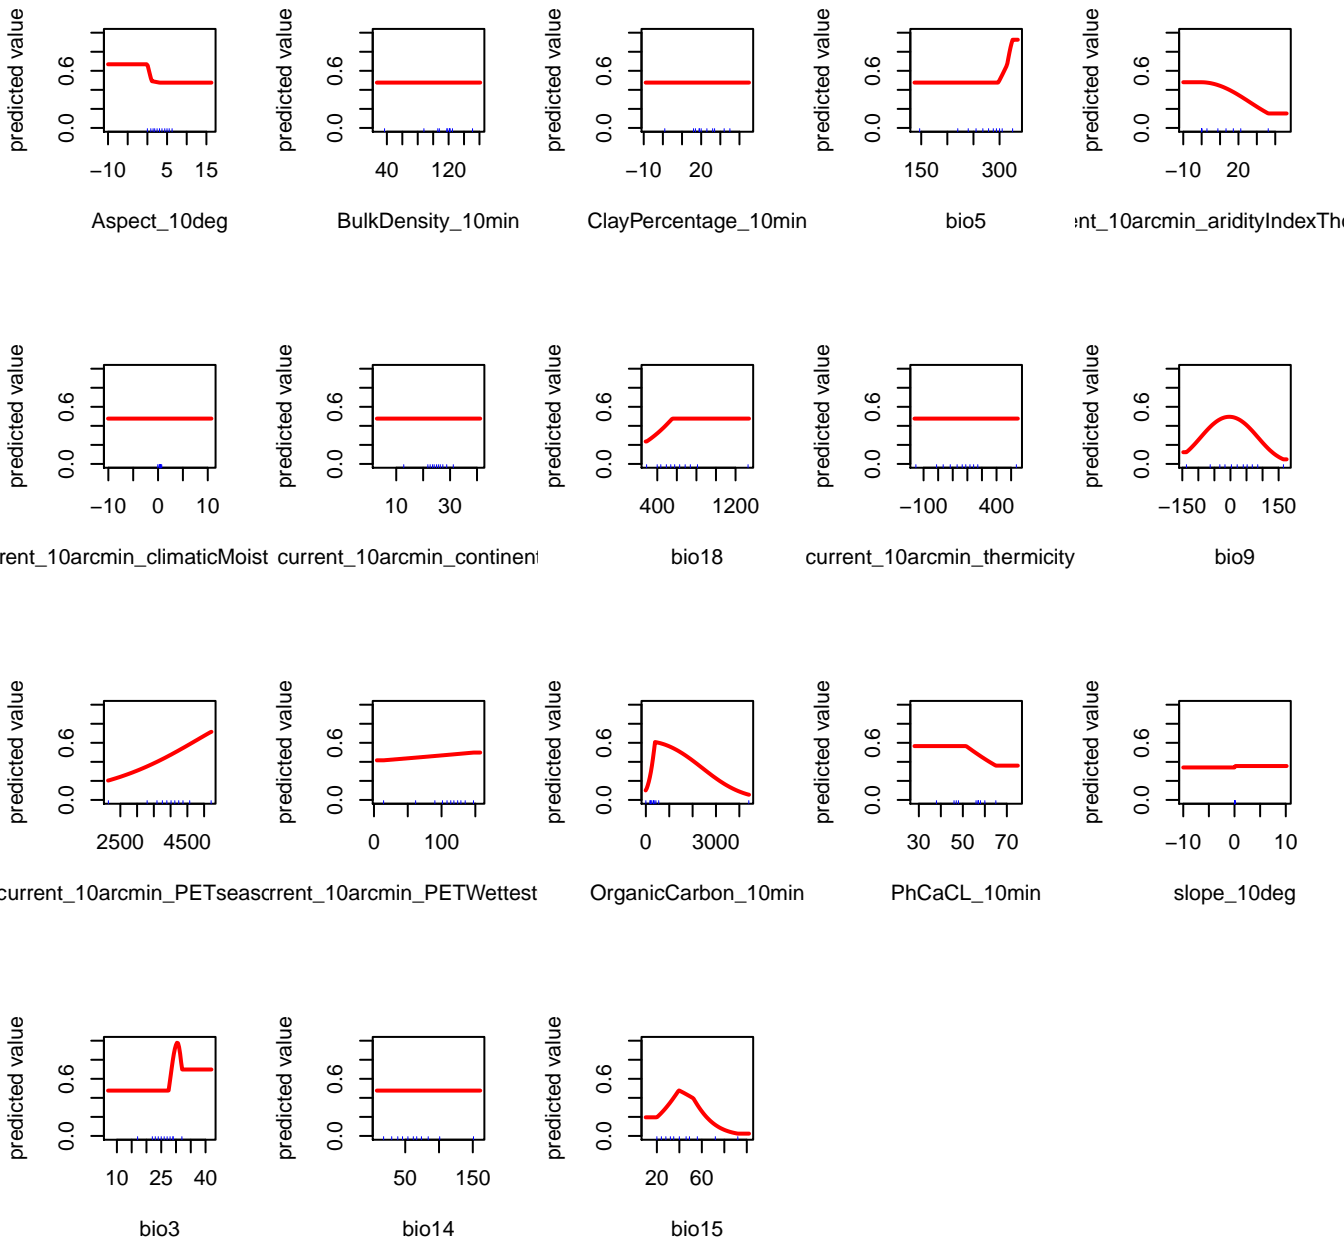 predicted value
0.0 0.6
−10 5 15
Aspect_10deg
predicted value
40 120
BulkDensity_10min
predicted value
0.0 0.6
−10 20
ClayPercentage_10min
predicted value
0.0 0.6
150 300
bio5
predicted value
0.0 0.6
−10 20
ent_10arcmin_aridityIndexTho
predicted value
0.0 0.6
−10 0 10
rent_10arcmin_climaticMoist
predicted value
0.0 0.6
10 30
current_10arcmin_continent
predicted value
0.0 0.6
400 1200
bio18
predicted value
0.0 0.6
−100 400
current_10arcmin_thermicity
predicted value
0.0 0.6
−150 0 150
bio9
predicted value
0.0 0.6
2500 4500
current_10arcmin_PETseasc
predicted value
0.0 0.6
0 100
rrent_10arcmin_PETWettest
predicted value
0.0 0.6
0 3000
OrganicCarbon_10min
predicted value
0.0 0.6
30 50 70
PhCaCL_10min
predicted value
0.0 0.6
−10 0 10
slope_10deg
predicted value
0.0 0.6
10 25 40
bio3
predicted value
0.0 0.6
50 150
bio14
predicted value
0.0 0.6
20 60
bio15